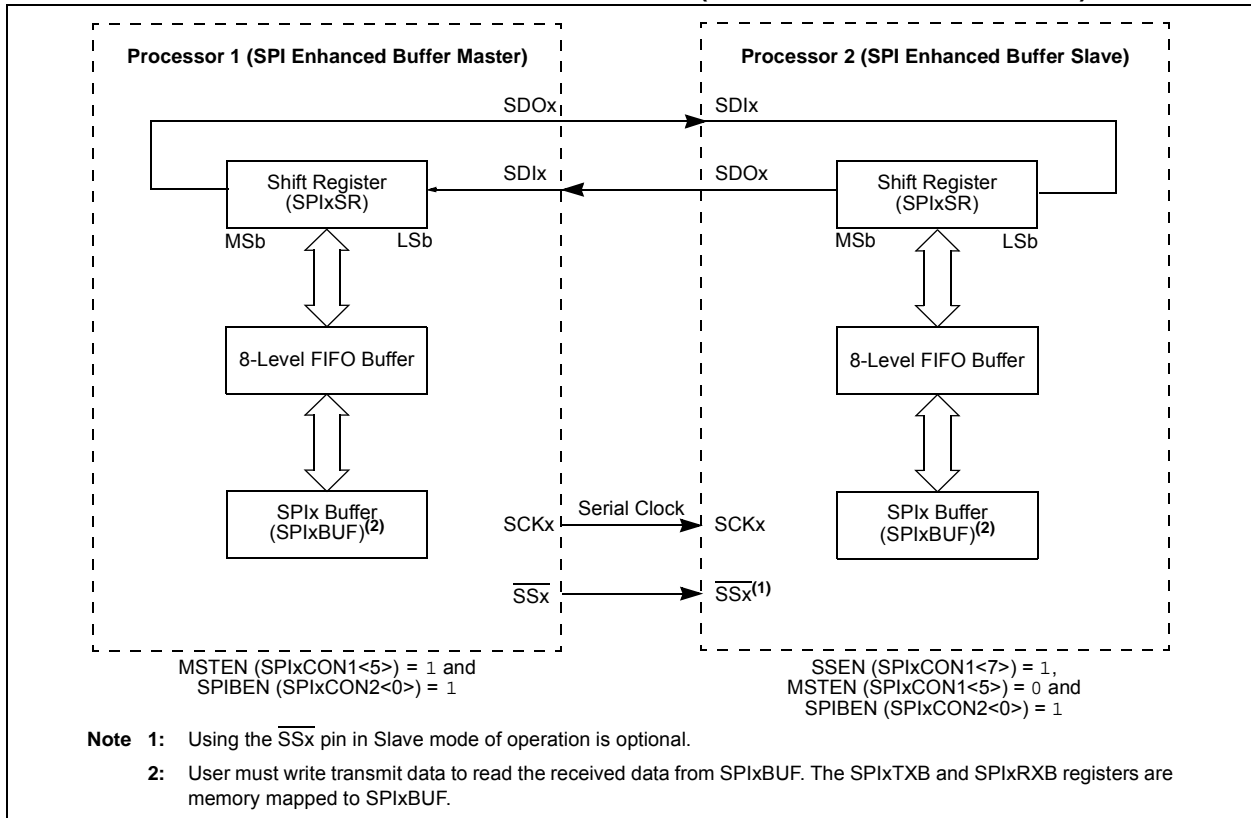 Processor 1 (SPI Enhanced Buffer Master)
Processor 2 (SPI Enhanced Buffer Slave)
SDOx
SDIx
Shift Register
(SPIxSR)
SDIx
SDOx
Shift Register
(SPIxSR)
MSb
LSb
MSb
LSb
8-Level FIFO Buffer
8-Level FIFO Buffer
SPIx Buffer
(SPIxBUF)(2)
SCKx
Serial Clock
SCKx
SPIx Buffer
(SPIxBUF)(2)
SSx
SSx(1)
MSTEN (SPIxCON1<5>) = 1 and
SPIBEN (SPIxCON2<0>) = 1
SSEN (SPIxCON1<7>) = 1,
MSTEN (SPIxCON1<5>) = 0 and
SPIBEN (SPIxCON2<0>) = 1
Note 1: Using the SSx pin in Slave mode of operation is optional.
2: User must write transmit data to read the received data from SPIxBUF. The SPIxTXB and SPIxRXB registers are
memory mapped to SPIxBUF.